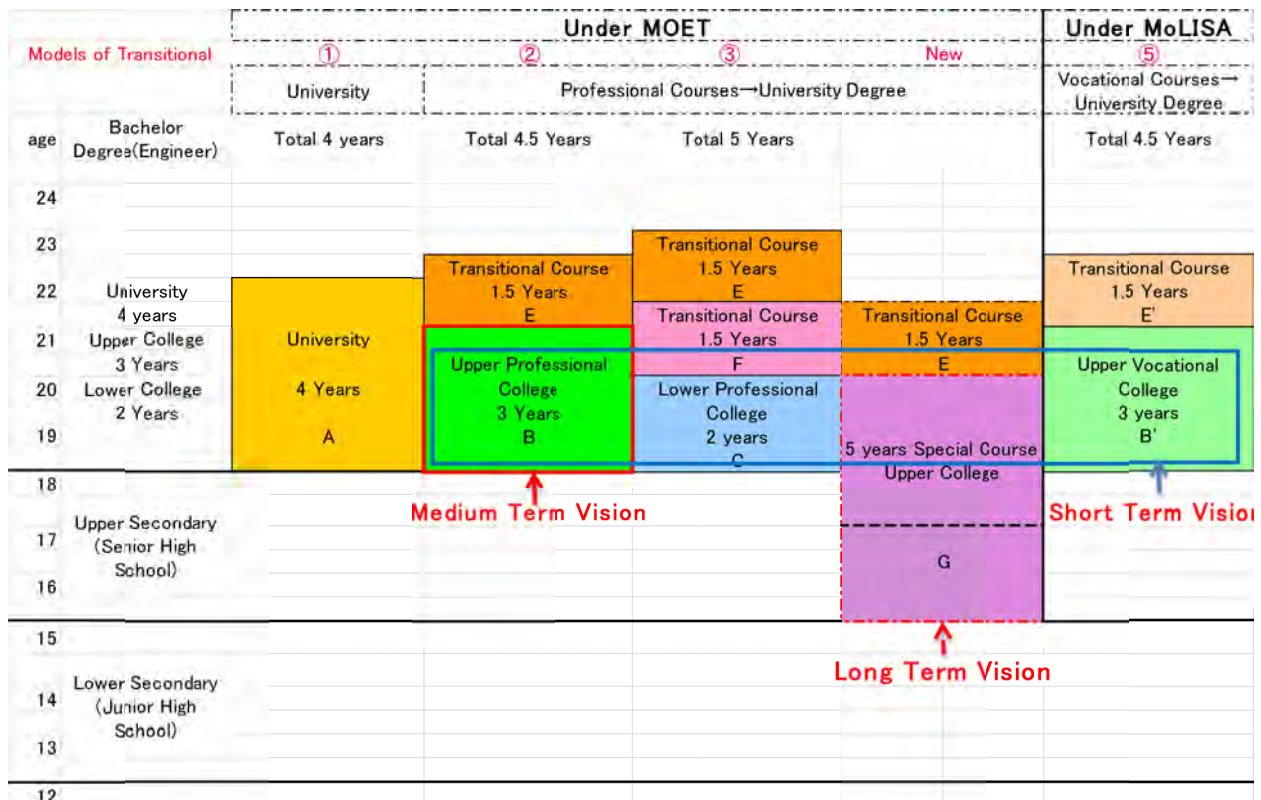 Under MOET
Under MoLISA
Models of Transitional
①
②
③
New
⑤
University
Professional Courses→University Degree
Vocational Courses→
University Degree
age
Bachelor
Degree(Engineer)
Total 4 years
Total 4.5 Years
Total 5 Years
Total 4.5 Years
24
23
22
21
20
19
18
17
16
15
14
13
12
University
4 years
Upper College
3 Years
Lower College
2 Years
Upper Secondary
(Senior High
School)
Lower Secondary
(Junior High
School)
University
4 Years
A
Transitional Course
1.5 Years
E
Upper Professional
College
3 Years
B
Medium Term Vision
Transitional Course
1.5 Years
E
Transitional Course
1.5 Years
F
Lower Professional
College
2 years
C
Transitional Course
1.5 Years
E
5 years Special Course
Upper College
G
Long Term Vision
Transitional Course
1.5 Years
E'
Upper Vocational
College
3 years
B'
Short Term Vision